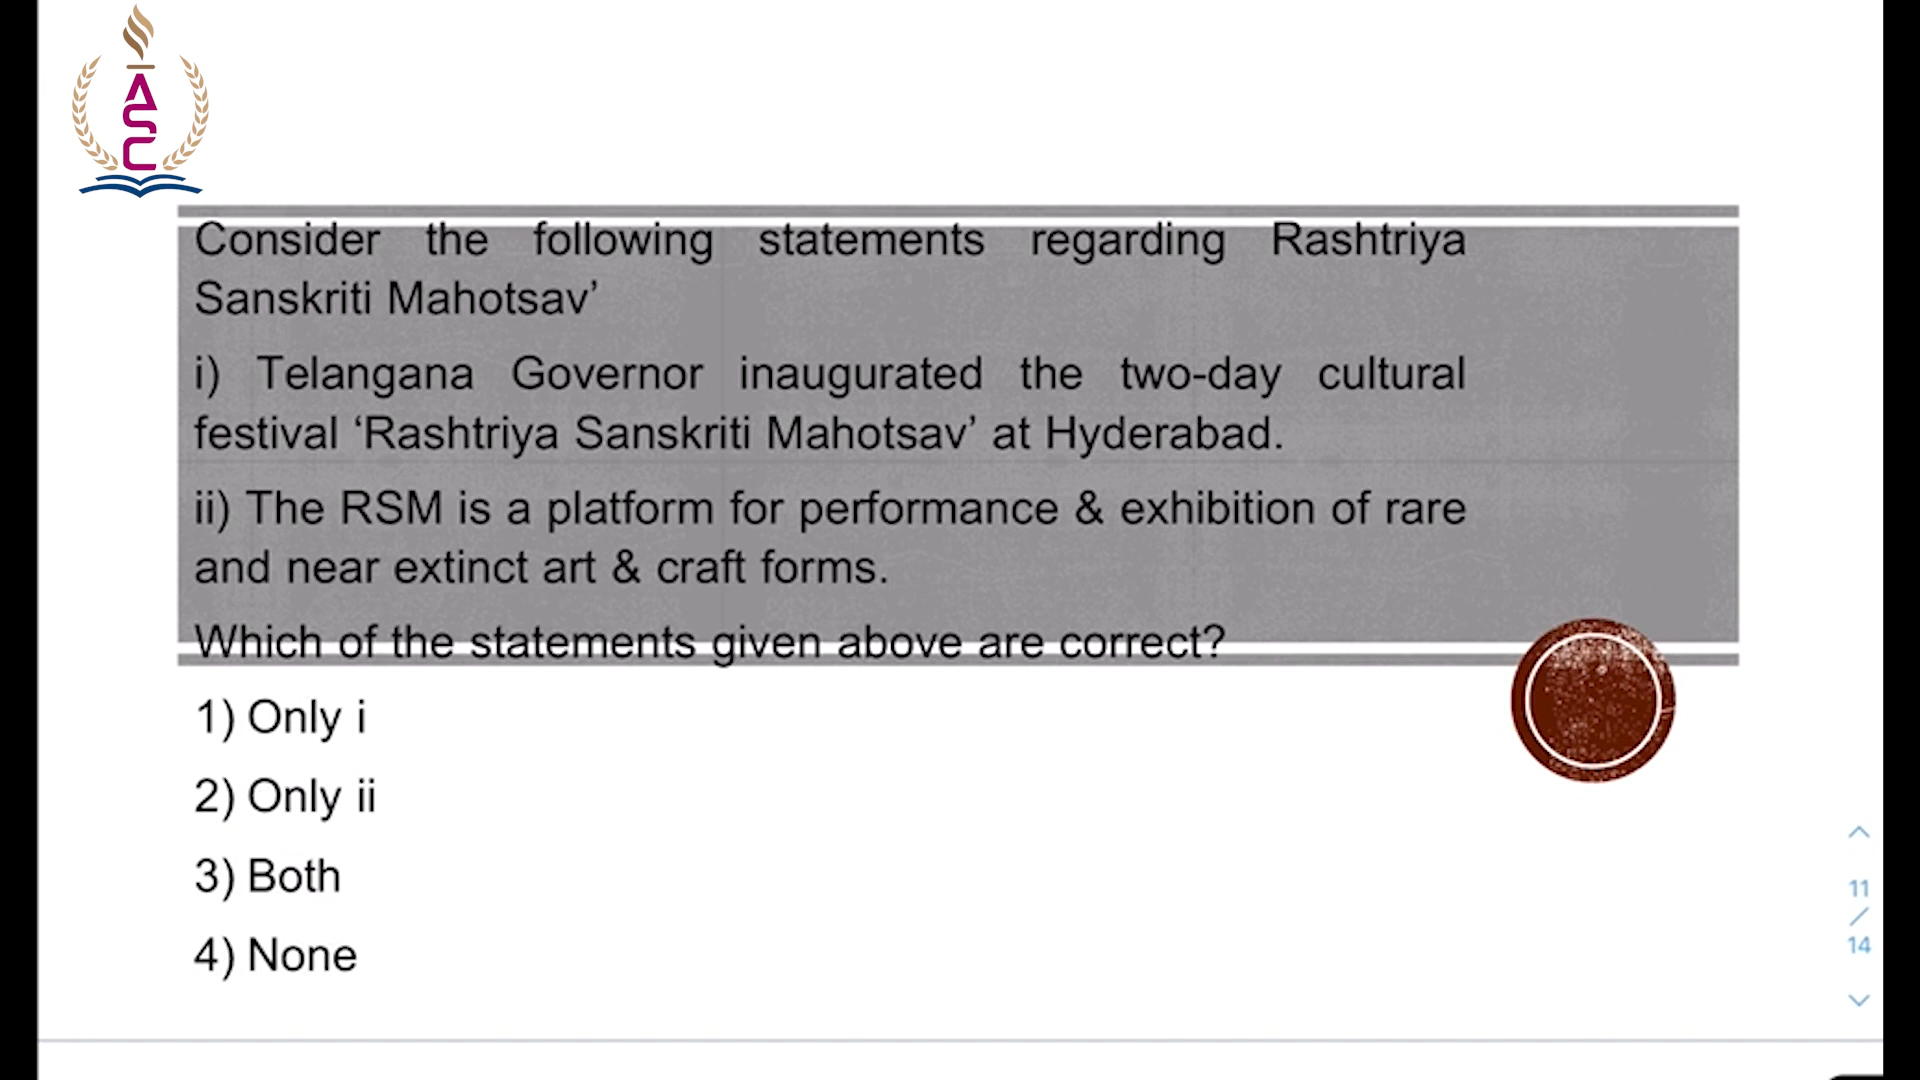 ASC
Consider the following statements regarding Rashtriya
Sanskriti Mahotsav’
i) Telangana Governor inaugurated the two-day cultural
festival ‘Rashtriya Sanskriti Mahotsav’ at Hyderabad.
ii) The RSM is a platform for performance & exhibition of rare
and near extinct art & craft forms.
Which of the statements given above are correct?
1) Only i
2) Only ii
3) Both
4) None
11
/
14